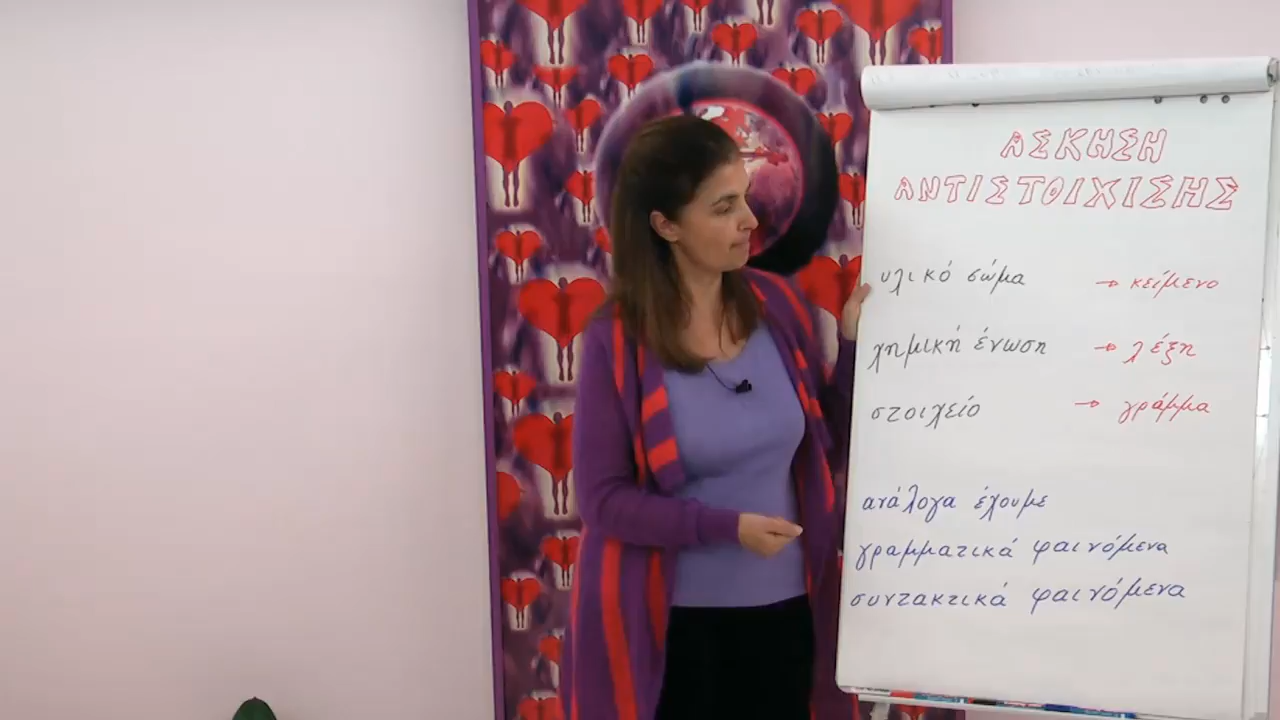 ΑΣΚΗΣΗ
ΑΝΤΙΣΤΟΙΧΙΣΗΣ
υλικό σώμα → κείμενο
χημική ένωση → λέξη
στοιχείο → γράμμα
ανάλογα έχουμε
γραμματικά φαινόμενα
συντακτικά φαινόμενα